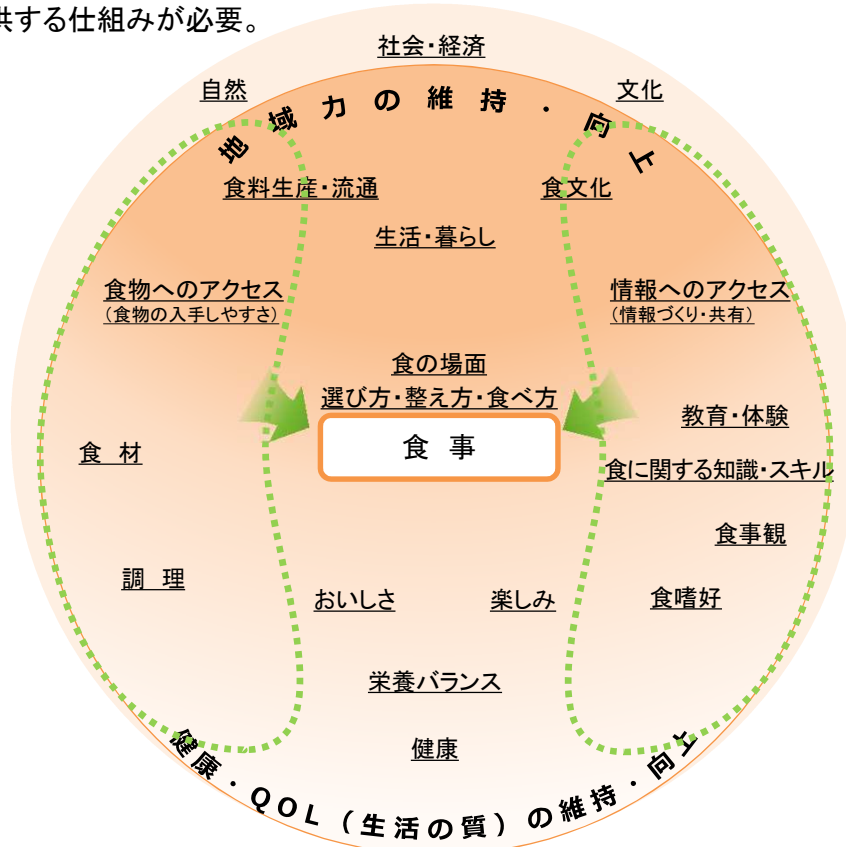 供する仕組みが必要。
社会・経済
自然
文化
地域力の維持・向上
食料生産・流通
食文化
生活・暮らし
食物へのアクセス
(食物の入手しやすさ)
情報へのアクセス
(情報づくり・共有)
食の場面
選び方・整え方・食べ方
食 事
教育・体験
食 材
食に関する知識・スキル
食事観
調 理
おいしさ
楽しみ
食嗜好
栄養バランス
健康
健康・QOL(生活の質)の維持・向上